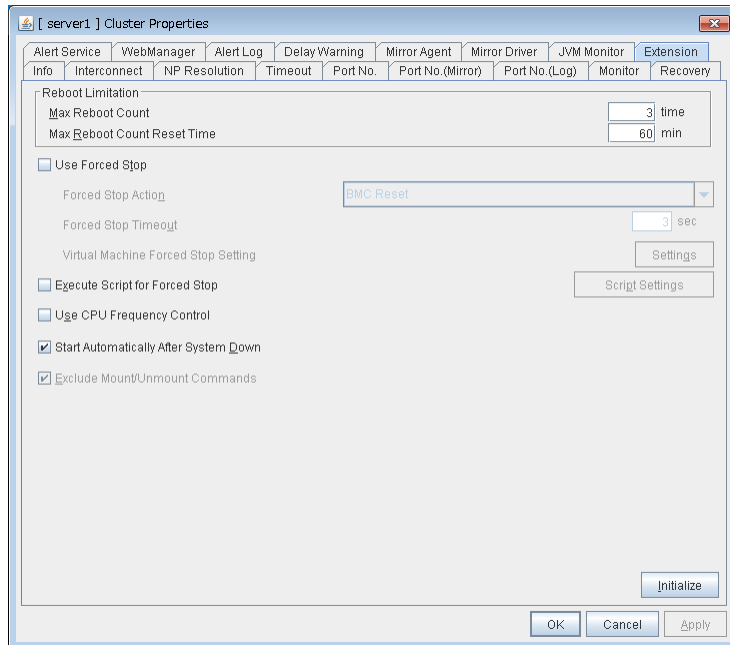 [ server1 ] Cluster Properties
Alert Service WebManager Alert Log Delay Warning Mirror Agent Mirror Driver JVM Monitor Extension
Info Interconnect NP Resolution Timeout Port No. Port No.(Mirror) Port No.(Log) Monitor Recovery
Reboot Limitation
Max Reboot Count 3 time
Max Reboot Count Reset Time 60 min
Use Forced Stop
Forced Stop Action BMC Reset
Forced Stop Timeout 3 sec
Virtual Machine Forced Stop Setting Settings
Execute Script for Forced Stop Script Settings
Use CPU Frequency Control
Start Automatically After System Down
Exclude Mount/Unmount Commands
Initialize
OK Cancel Apply